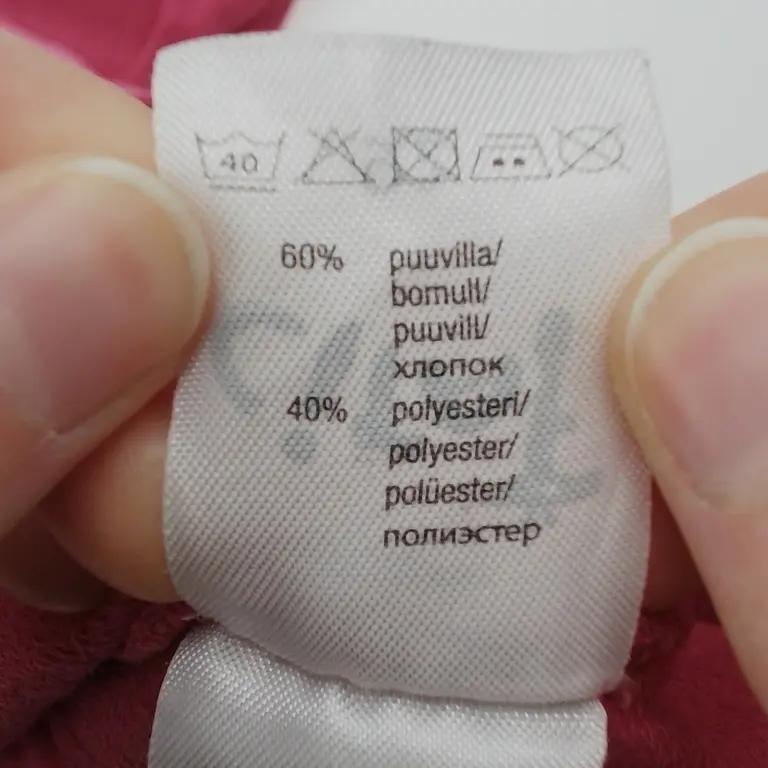 40
60% puuvilla/
bomull/
puuvill/
хлопок
40% polyesteri/
polyester/
polüester/
полиэстер